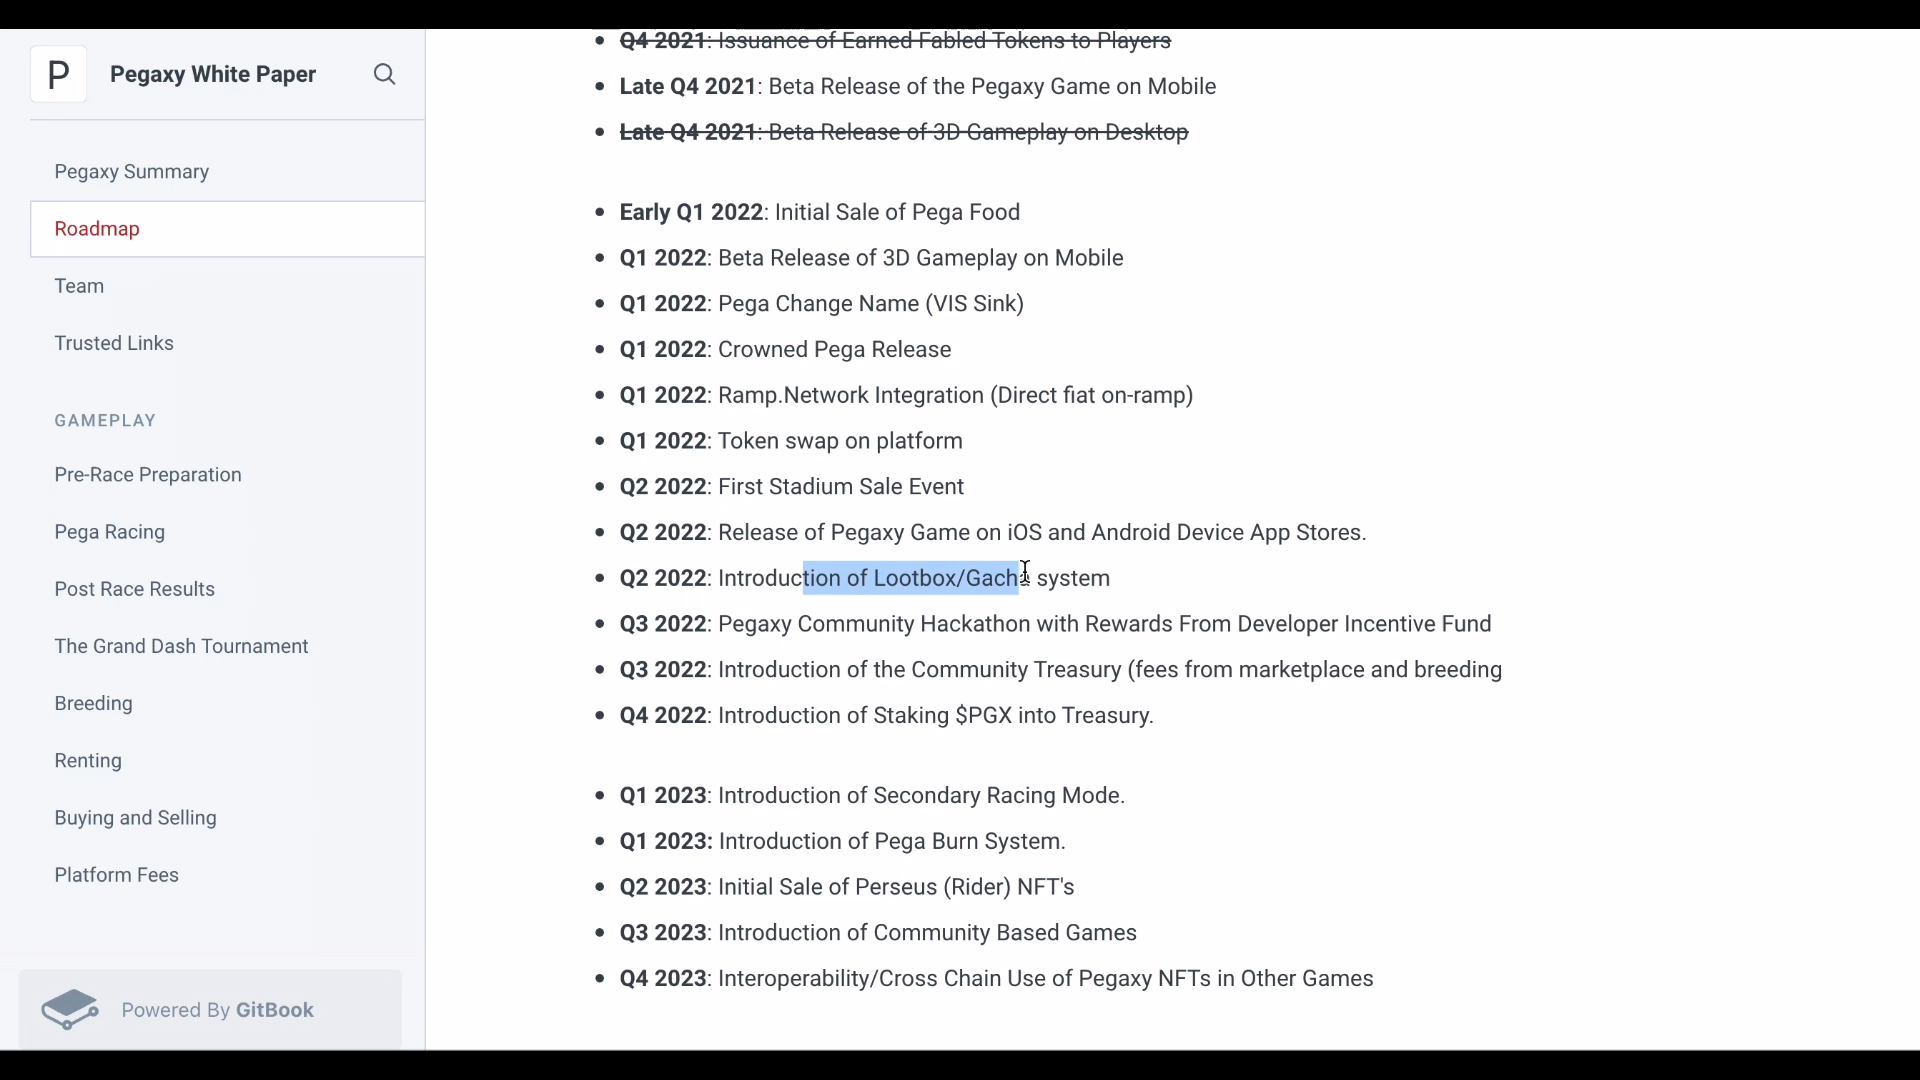 P
Pegaxy White Paper
Pegaxy Summary
Roadmap
Team
Trusted Links
GAMEPLAY
Pre-Race Preparation
Pega Racing
Post Race Results
The Grand Dash Tournament
Breeding
Renting
Buying and Selling
Platform Fees
Powered By GitBook
Q4 2021: Issuance of Earned Fabled Tokens to Players
Late Q4 2021: Beta Release of the Pegaxy Game on Mobile
Late Q4 2021: Beta Release of 3D Gameplay on Desktop
Early Q1 2022: Initial Sale of Pega Food
Q1 2022: Beta Release of 3D Gameplay on Mobile
Q1 2022: Pega Change Name (VIS Sink)
Q1 2022: Crowned Pega Release
Q1 2022: Ramp.Network Integration (Direct fiat on-ramp)
Q1 2022: Token swap on platform
Q2 2022: First Stadium Sale Event
Q2 2022: Release of Pegaxy Game on iOS and Android Device App Stores.
Q2 2022: Introduction of Lootbox/Gacha system
Q3 2022: Pegaxy Community Hackathon with Rewards From Developer Incentive Fund
Q3 2022: Introduction of the Community Treasury (fees from marketplace and breeding
Q4 2022: Introduction of Staking $PGX into Treasury.
Q1 2023: Introduction of Secondary Racing Mode.
Q1 2023: Introduction of Pega Burn System.
Q2 2023: Initial Sale of Perseus (Rider) NFT's
Q3 2023: Introduction of Community Based Games
Q4 2023: Interoperability/Cross Chain Use of Pegaxy NFTs in Other Games